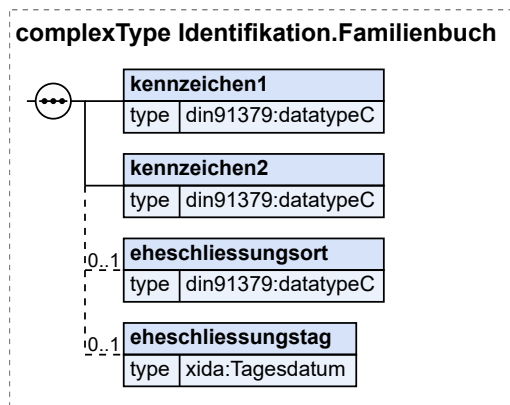 complexType Identifikation.Familienbuch
kennzeichen1
type din91379:datatypeC
kennzeichen2
type din91379:datatypeC
0..1 eheschliessungsort
type din91379:datatypeC
0..1 eheschliessungstag
type xida:Tagesdatum